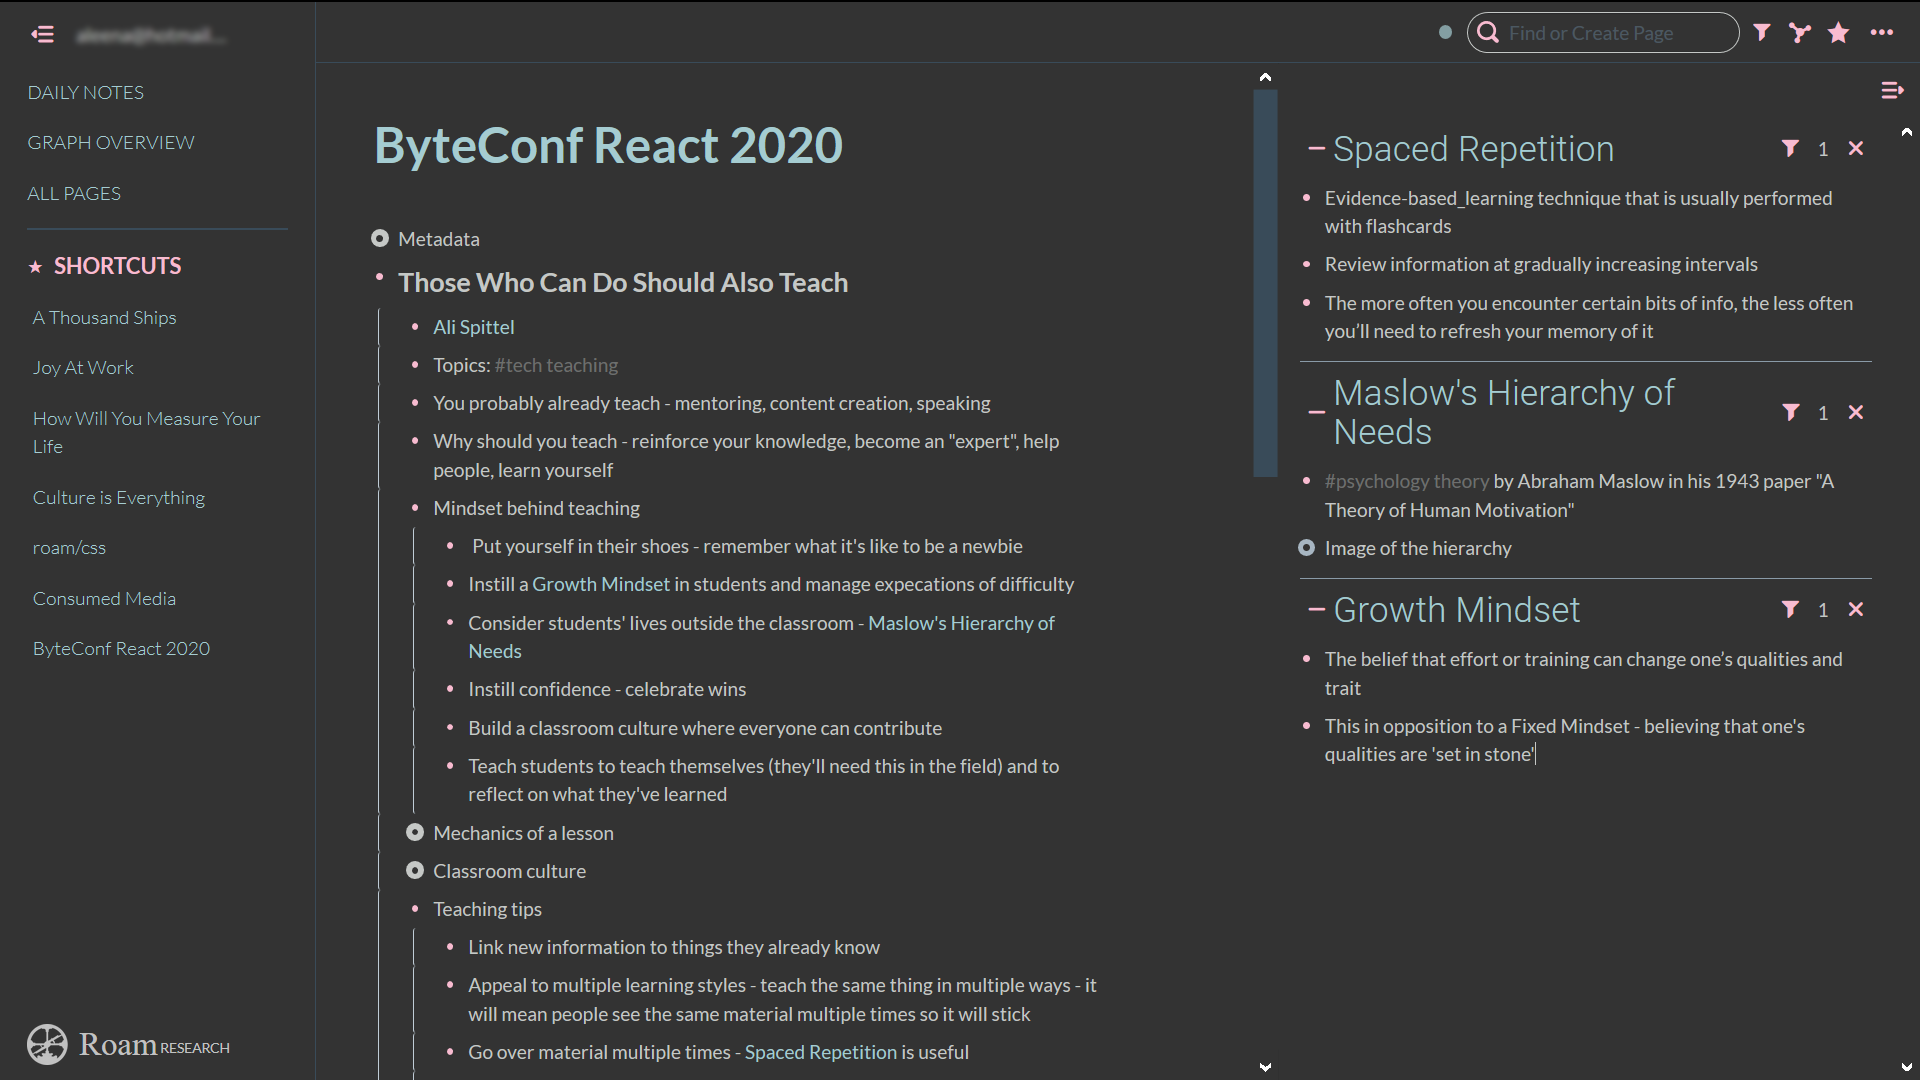 DAILY NOTES
GRAPH OVERVIEW
ALL PAGES
★ SHORTCUTS
A Thousand Ships
Joy At Work
How Will You Measure Your
Life
Culture is Everything
roam/css
Consumed Media
ByteConf React 2020
Roam RESEARCH
Find or Create Page
ByteConf React 2020
Metadata
Those Who Can Do Should Also Teach
Ali Spittel
Topics: #tech teaching
You probably already teach - mentoring, content creation, speaking
Why should you teach - reinforce your knowledge, become an "expert", help
people, learn yourself
Mindset behind teaching
Put yourself in their shoes - remember what it's like to be a newbie
Instill a Growth Mindset in students and manage expecations of difficulty
Consider students' lives outside the classroom - Maslow's Hierarchy of
Needs
Instill confidence - celebrate wins
Build a classroom culture where everyone can contribute
Teach students to teach themselves (they'll need this in the field) and to
reflect on what they've learned
Mechanics of a lesson
Classroom culture
Teaching tips
Link new information to things they already know
Appeal to multiple learning styles - teach the same thing in multiple ways - it
will mean people see the same material multiple times so it will stick
Go over material multiple times - Spaced Repetition is useful
Spaced Repetition 1
Evidence-based_learning technique that is usually performed
with flashcards
Review information at gradually increasing intervals
The more often you encounter certain bits of info, the less often
you’ll need to refresh your memory of it
Maslow's Hierarchy of
Needs 1
#psychology theory by Abraham Maslow in his 1943 paper "A
Theory of Human Motivation"
Image of the hierarchy
Growth Mindset 1
The belief that effort or training can change one’s qualities and
trait
This in opposition to a Fixed Mindset - believing that one's
qualities are 'set in stone'